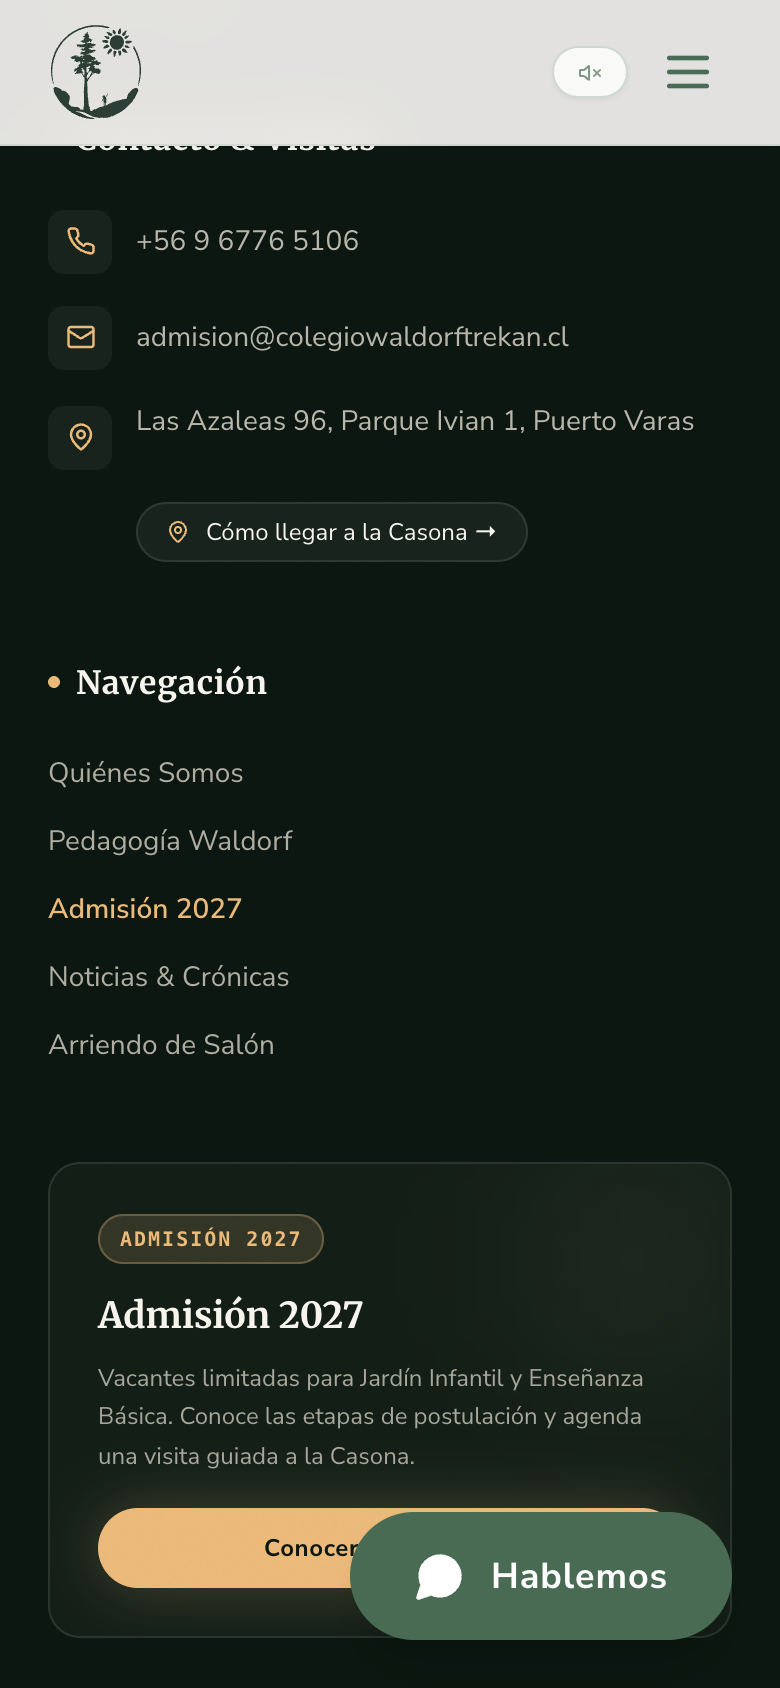 Contacto & Visitas
+56 9 6776 5106
admision@colegiowaldorftrekan.cl
Las Azaleas 96, Parque Ivian 1, Puerto Varas
Cómo llegar a la Casona →
Navegación
Quiénes Somos
Pedagogía Waldorf
Admisión 2027
Noticias & Crónicas
Arriendo de Salón
ADMISIÓN 2027
Admisión 2027
Vacantes limitadas para Jardín Infantil y Enseñanza
Básica. Conoce las etapas de postulación y agenda
una visita guiada a la Casona.
Conocer
Hablemos